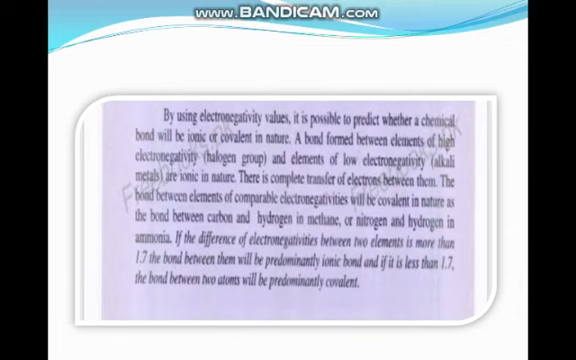 www.BANDICAM.com
By using electronegativity values, it is possible to predict whether a chemical
bond will be ionic or covalent in nature. A bond formed between elements of high
electronegativity (halogen group) and elements of low electronegativity (alkali
metals) are ionic in nature. There is complete transfer of electrons between them. The
bond between elements of comparable electronegativities will be covalent in nature as
the bond between carbon and hydrogen in methane, or nitrogen and hydrogen in
ammonia. If the difference of electronegativities between two elements is more than
1.7 the bond between them will be predominantly ionic bond and if it is less than 1.7,
the bond between two atoms will be predominantly covalent.